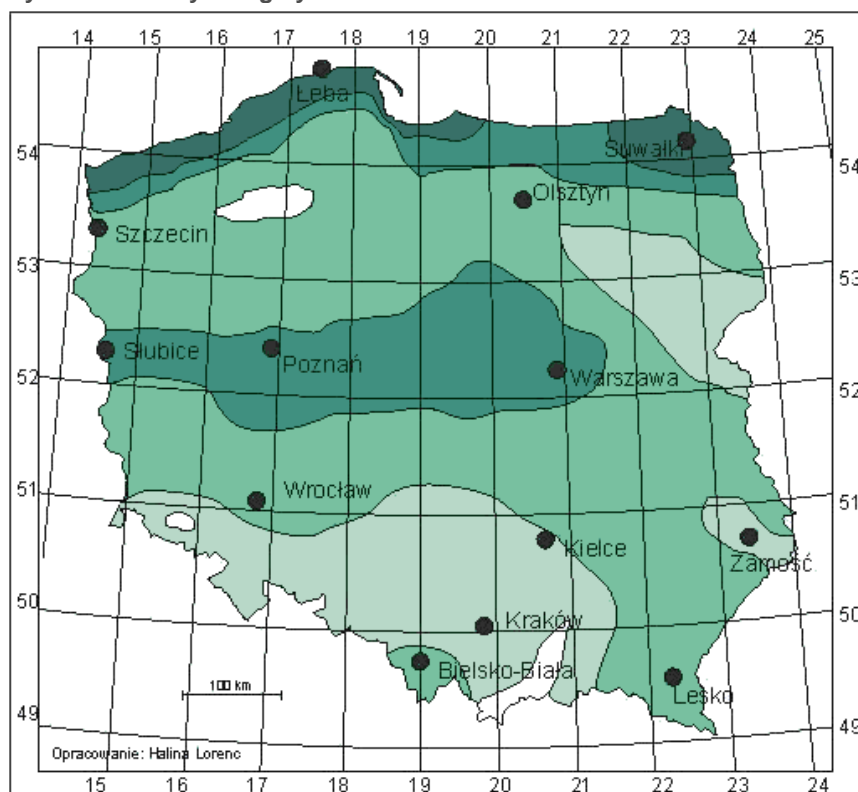 14 15 16 17 18 19 20 21 22 23 24 25
Łeba
Suwałki
54 54
Olsztyn
Szczecin
53 53
Słubice
Poznań
Warszawa
52 52
Wrocław
51 51
Kielce
Zamość
50 50
Kraków
Bielsko-Biała
Lesko
100 km
49 49
Opracowanie: Halina Lorenc
15 16 17 18 19 20 21 22 23 24